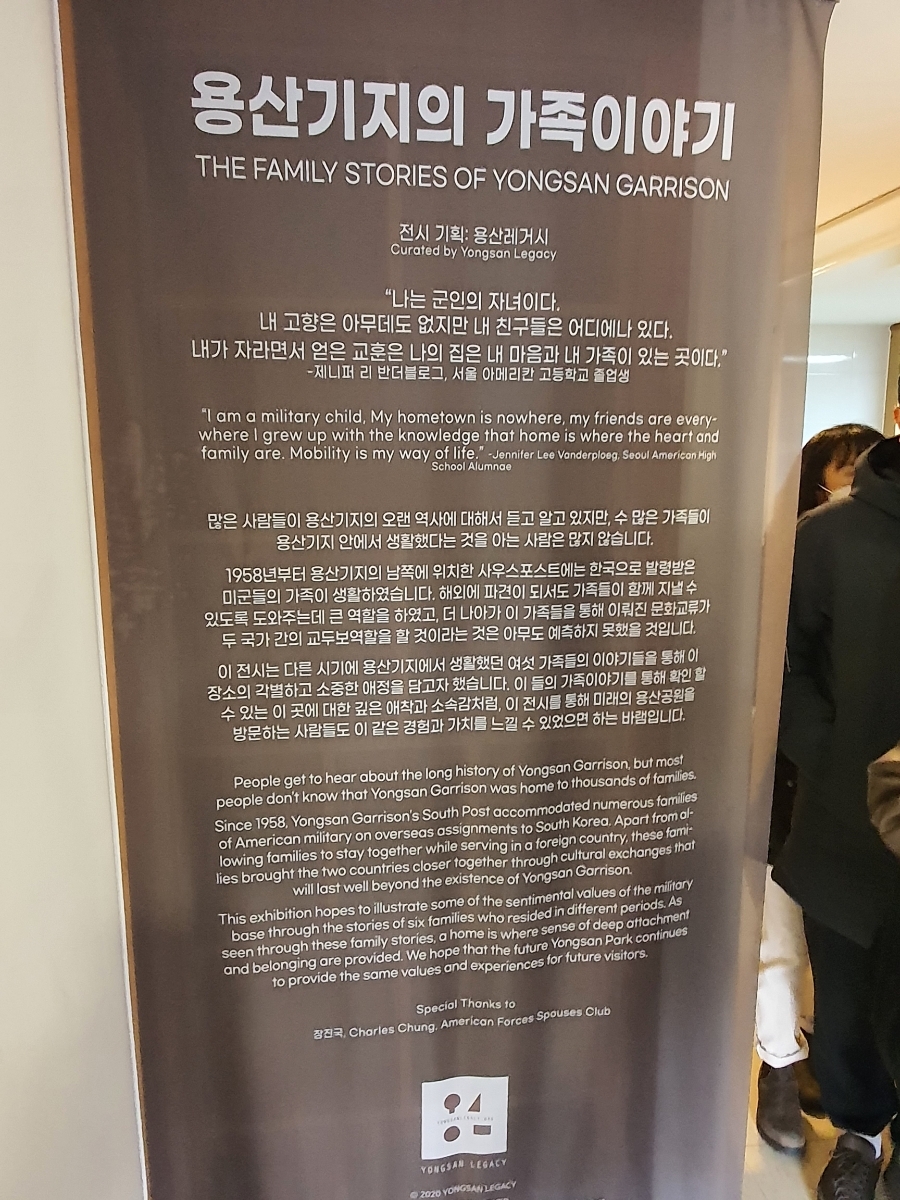 용산기지의 가족이야기
THE FAMILY STORIES OF YONGSAN GARRISON
전시 기획: 용산레거시
Curated by Yongsan Legacy
“나는 군인의 자녀이다.
내 고향은 아무데도 없지만 내 친구들은 어디에나 있다.
내가 자라면서 얻은 교훈은 나의 집은 내 마음과 내 가족이 있는 곳이다.”
-제니퍼 리 반더블로그, 서울 아메리칸 고등학교 졸업생
“I am a military child, My hometown is nowhere, my friends are every-
where I grew up with the knowledge that home is where the heart and
family are. Mobility is my way of life.” -Jennifer Lee Vanderploeg, Seoul American High
School Alumnae
많은 사람들이 용산기지의 오랜 역사에 대해서 듣고 알고 있지만, 수 많은 가족들이
용산기지 안에서 생활했다는 것을 아는 사람은 많지 않습니다.
1958년부터 용산기지의 남쪽에 위치한 사우스포스트에는 한국으로 발령받은
미군들의 가족이 생활하였습니다. 해외에 파견이 되서도 가족들이 함께 지낼 수
있도록 도와주는데 큰 역할을 하였고, 더 나아가 이 가족들을 통해 이뤄진 문화교류가
두 국가 간의 교두보역할을 할 것이라는 것은 아무도 예측하지 못했을 것입니다.
이 전시는 다른 시기에 용산기지에서 생활했던 여섯 가족들의 이야기들을 통해 이
장소의 각별하고 소중한 애정을 담고자 했습니다. 이 들의 가족이야기를 통해 확인 할
수 있는 이 곳에 대한 깊은 애착과 소속감처럼, 이 전시를 통해 미래의 용산공원을
방문하는 사람들도 이 같은 경험과 가치를 느낄 수 있었으면 하는 바램입니다.
People get to hear about the long history of Yongsan Garrison, but most
people don't know that Yongsan Garrison was home to thousands of families.
Since 1958, Yongsan Garrison's South Post accommodated numerous families
of American military on overseas assignments to South Korea. Apart from al-
lowing families to stay together while serving in a foreign country, these fami-
lies brought the two countries closer together through cultural exchanges that
will last well beyond the existence of Yongsan Garrison.
This exhibition hopes to illustrate some of the sentimental values of the military
base through the stories of six families who resided in different periods. As
seen through these family stories, a home is where sense of deep attachment
and belonging are provided. We hope that the future Yongsan Park continues
to provide the same values and experiences for future visitors.
Special Thanks to
장진국, Charles Chung, American Forces Spouses Club
YONGSAN LEGACY
© 2020 YONGSAN LEGACY